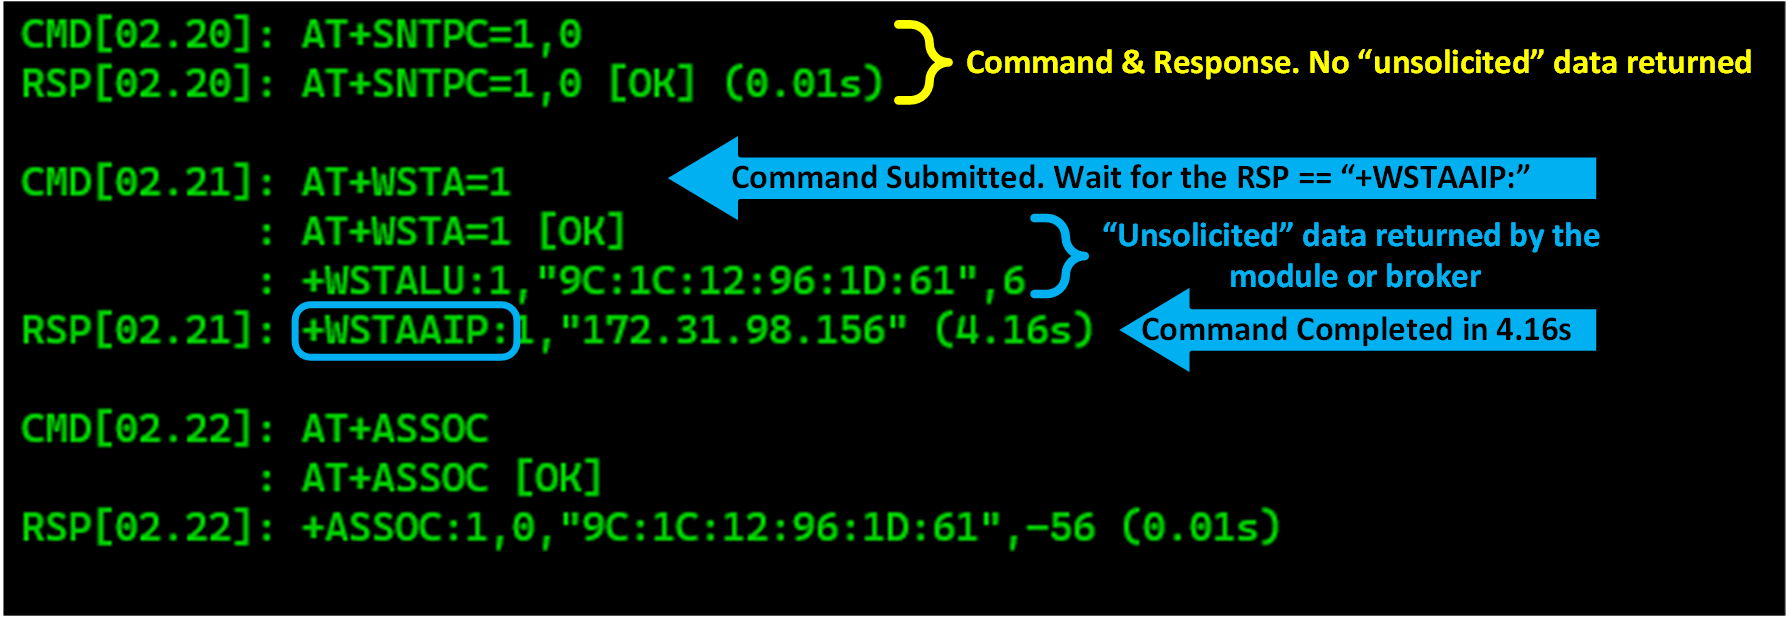 CMD[02.20]: AT+SNTPC=1,0
RSP[02.20]: AT+SNTPC=1,0 [OK] (0.01s)
Command & Response. No “unsolicited” data returned
CMD[02.21]: AT+WSTA=1
Command Submitted. Wait for the RSP == “+WSTAAIP:”
: AT+WSTA=1 [OK]
: +WSTALU:1,"9C:1C:12:96:1D:61",6
“Unsolicited” data returned by the
module or broker
RSP[02.21]: +WSTAAIP:1,"172.31.98.156" (4.16s)
Command Completed in 4.16s
CMD[02.22]: AT+ASSOC
: AT+ASSOC [OK]
RSP[02.22]: +ASSOC:1,0,"9C:1C:12:96:1D:61",-56 (0.01s)